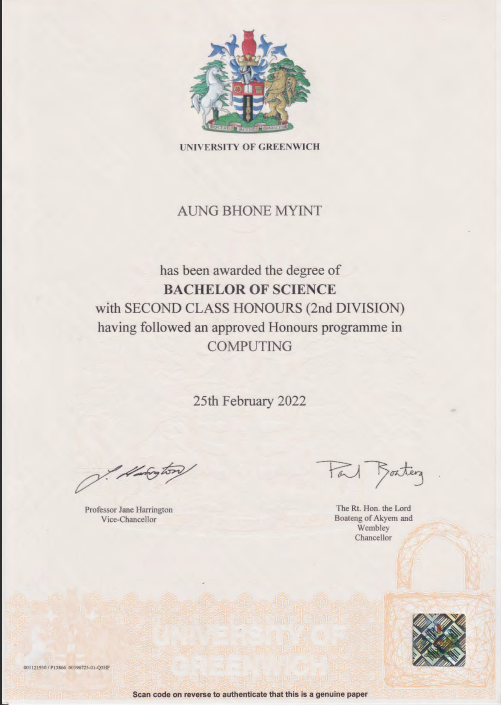 UNIVERSITY OF GREENWICH
AUNG BHONE MYINT
has been awarded the degree of
BACHELOR OF SCIENCE
with SECOND CLASS HONOURS (2nd DIVISION)
having followed an approved Honours programme in
COMPUTING
25th February 2022
J. Harrington
Paul Boateng
Professor Jane Harrington
Vice-Chancellor
The Rt. Hon. the Lord
Boateng of Akyem and
Wembley
Chancellor
UNIVERSITY OF
GREENWICH
Scan code on reverse to authenticate that this is a genuine paper